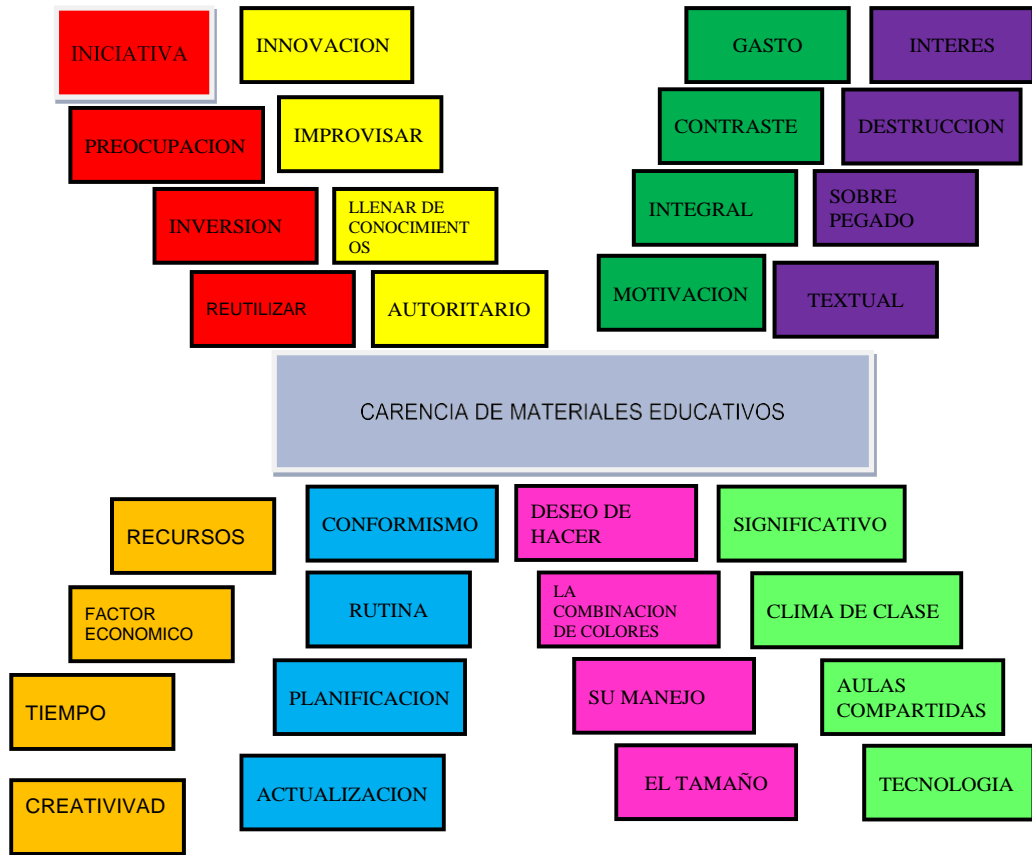 INICIATIVA
INNOVACION
GASTO
INTERES
PREOCUPACION
IMPROVISAR
CONTRASTE
DESTRUCCION
INVERSION
LLENAR DE
CONOCIMIENT
OS
INTEGRAL
SOBRE
PEGADO
REUTILIZAR
AUTORITARIO
MOTIVACION
TEXTUAL
CARENCIA DE MATERIALES EDUCATIVOS
RECURSOS
CONFORMISMO
DESEO DE
HACER
SIGNIFICATIVO
FACTOR
ECONOMICO
RUTINA
LA
COMBINACION
DE COLORES
CLIMA DE CLASE
TIEMPO
PLANIFICACION
SU MANEJO
AULAS
COMPARTIDAS
CREATIVIVAD
ACTUALIZACION
EL TAMAÑO
TECNOLOGIA